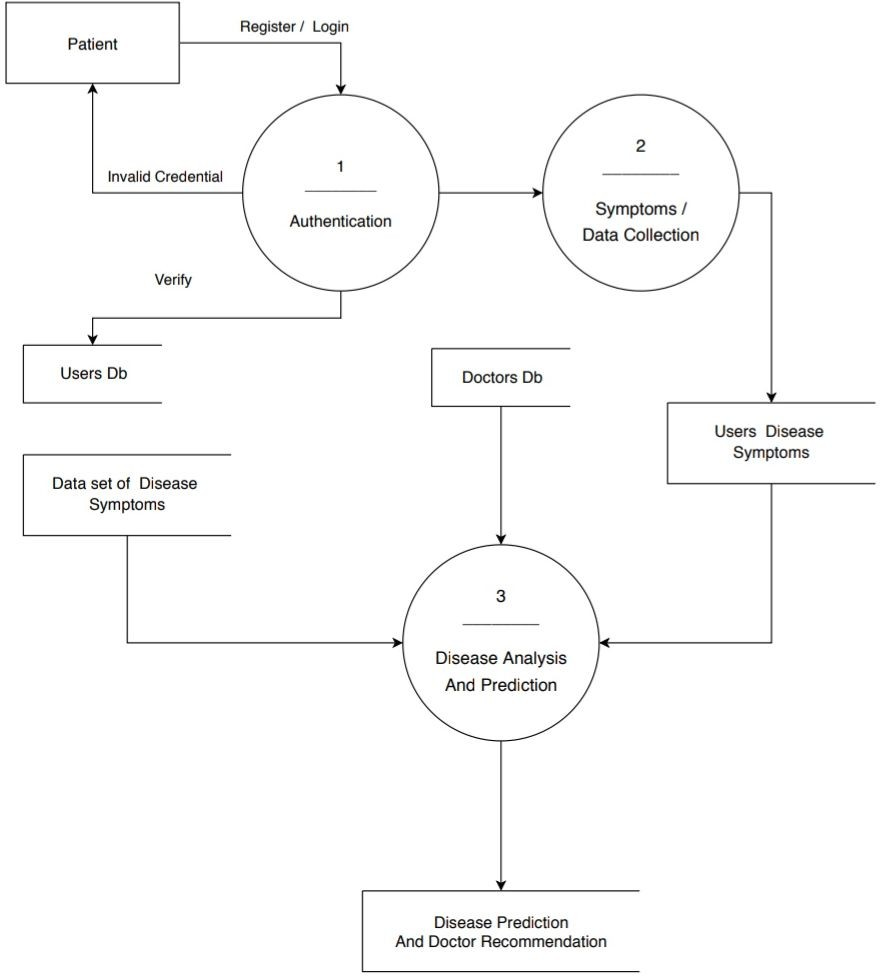 Patient
Register / Login
Invalid Credential
1
Authentication
2
Symptoms /
Data Collection
Verify
Users Db
Doctors Db
Users Disease
Symptoms
Data set of Disease
Symptoms
3
Disease Analysis
And Prediction
Disease Prediction
And Doctor Recommendation